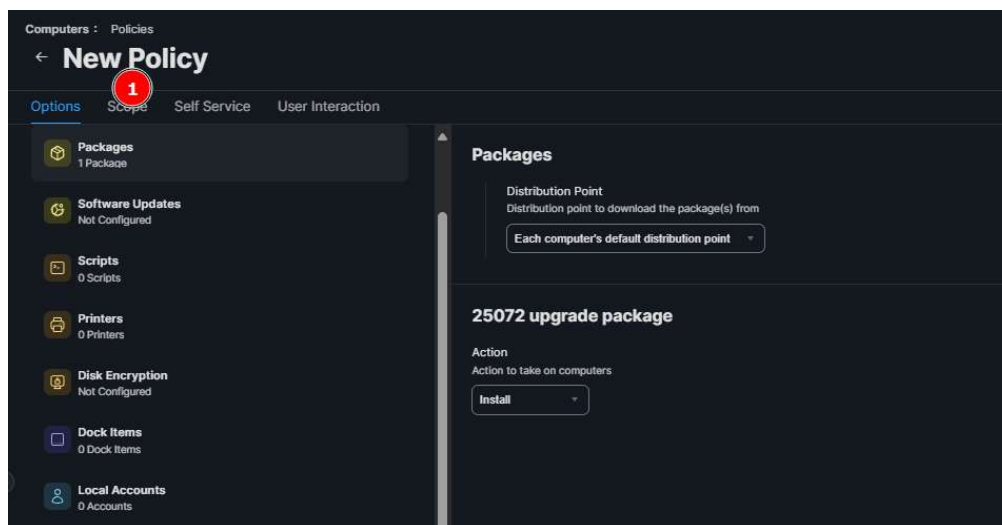 Computers : Policies
← New Policy
1
Options Scope Self Service User Interaction
Packages
1 Package
Software Updates
Not Configured
Scripts
0 Scripts
Printers
0 Printers
Disk Encryption
Not Configured
Dock Items
0 Dock Items
Local Accounts
0 Accounts
Packages
Distribution Point
Distribution point to download the package(s) from
Each computer's default distribution point
25072 upgrade package
Action
Action to take on computers
Install